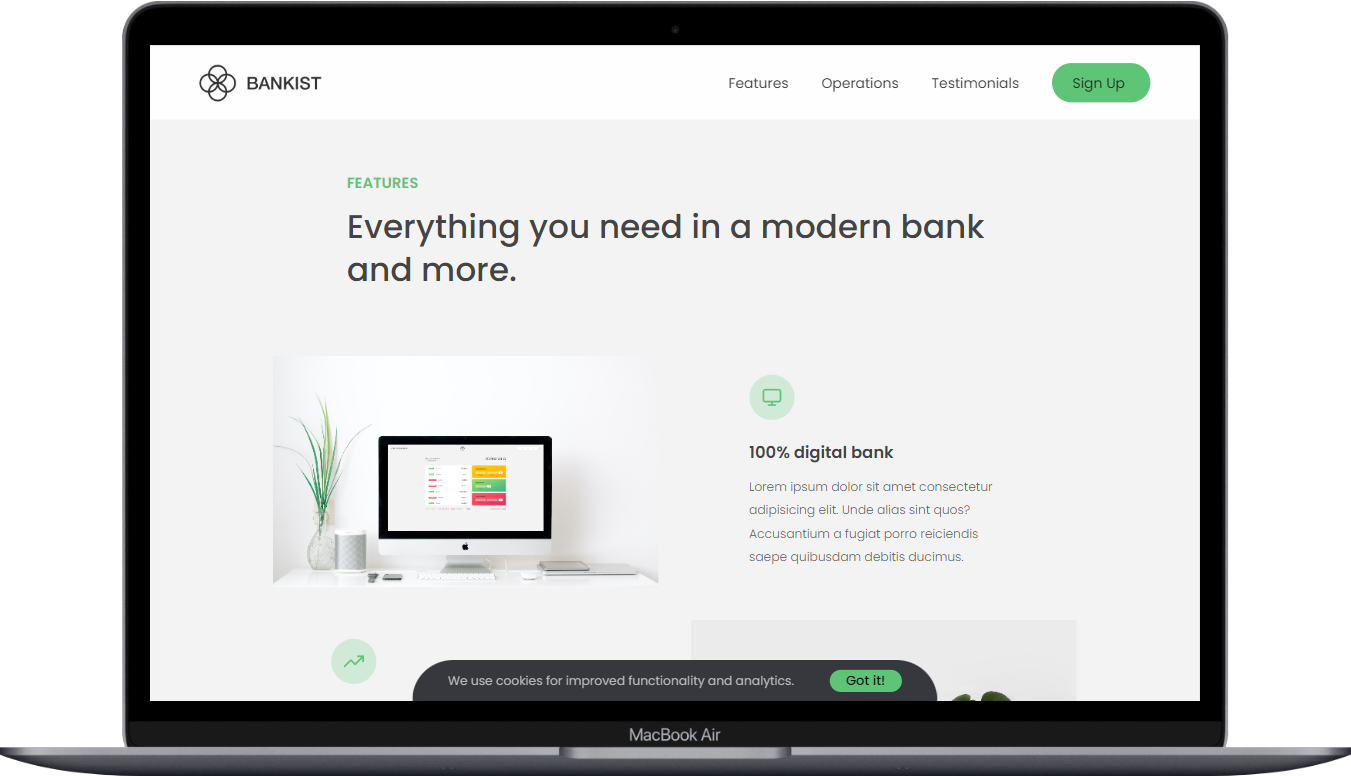 BANKIST
Features
Operations
Testimonials
Sign Up
FEATURES
Everything you need in a modern bank
and more.
100% digital bank
Lorem ipsum dolor sit amet consectetur
adipisicing elit. Unde alias sint quos?
Accusantium a fugiat porro reiciendis
saepe quibusdam debitis ducimus.
We use cookies for improved functionality and analytics.
Got it!
MacBook Air